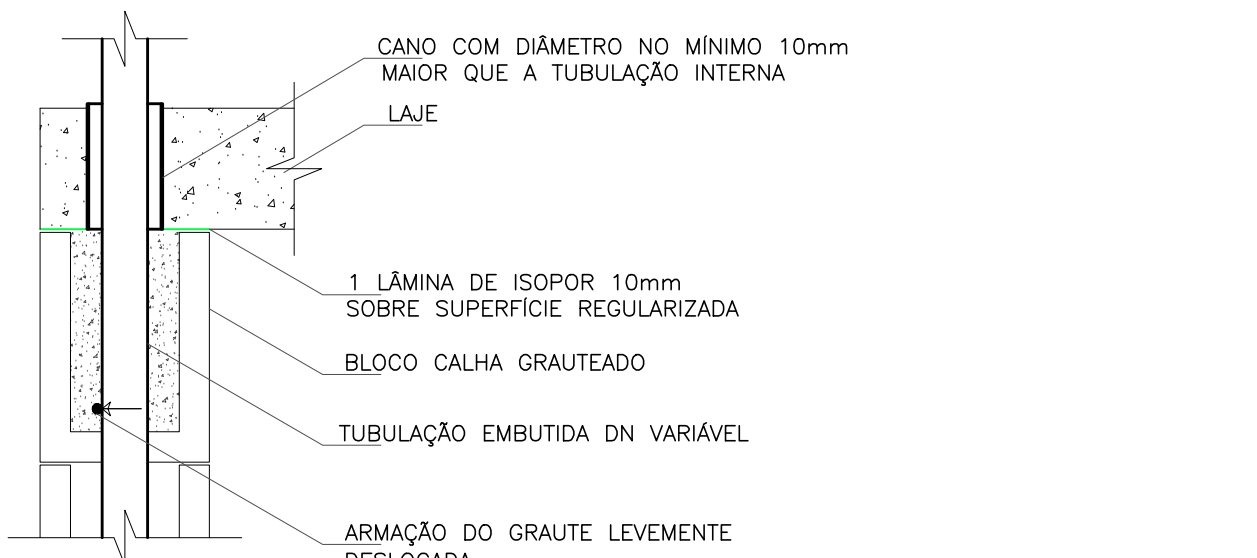 CANO COM DIÂMETRO NO MÍNIMO 10mm
MAIOR QUE A TUBULAÇÃO INTERNA
LAJE
1 LÂMINA DE ISOPOR 10mm
SOBRE SUPERFÍCIE REGULARIZADA
BLOCO CALHA GRAUTEADO
TUBULAÇÃO EMBUTIDA DN VARIÁVEL
ARMAÇÃO DO GRAUTE LEVEMENTE
DESLOCADA